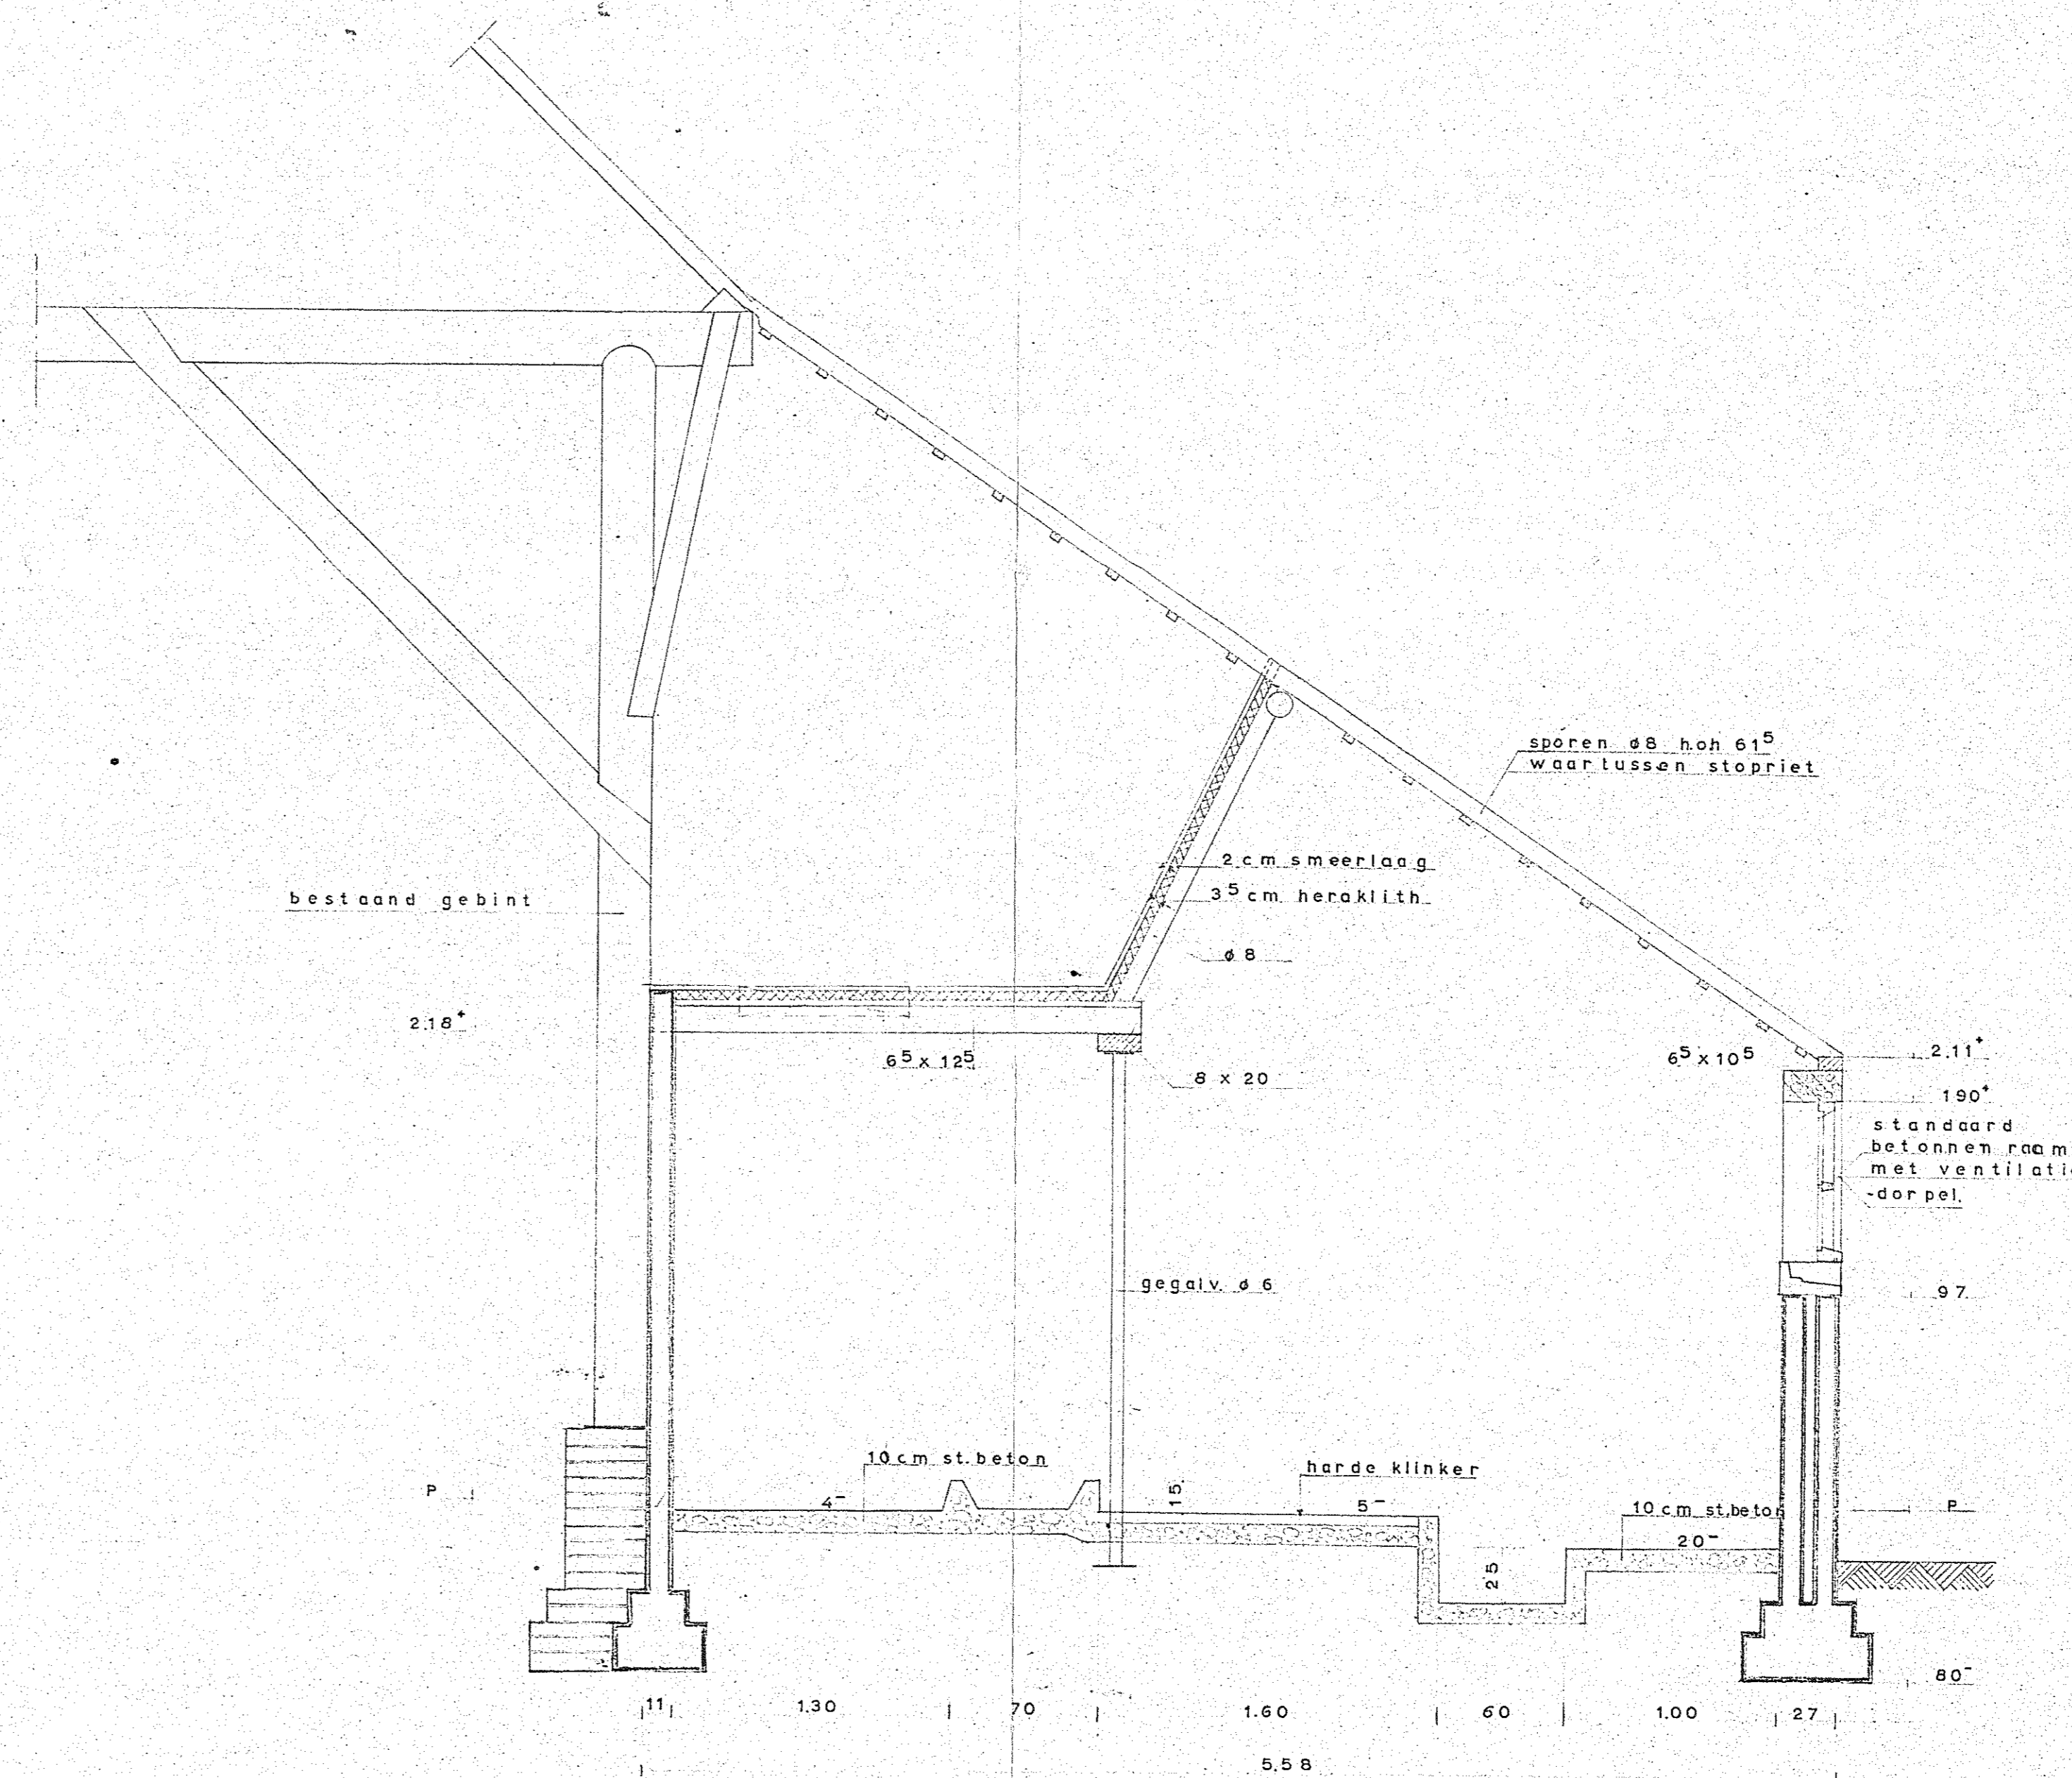 sporen ø8 h.o.h 61⁵
waartussen stopriet
2 cm smeerlaag
3⁵ cm heraklith
bestaand gebint
ø 8
2.18⁺
6⁵ x 12⁵
8 x 20
6⁵ x 10⁵
2.11⁺
190⁺
standaard
betonnen raam
met ventilatie
-dorpel.
gegalv. ø 6
97
10 cm st. beton
harde klinker
P
4⁻
15
5⁻
10 cm st. beton
P
20⁻
25
80⁻
11
1.30
70
1.60
60
1.00
27
5.58